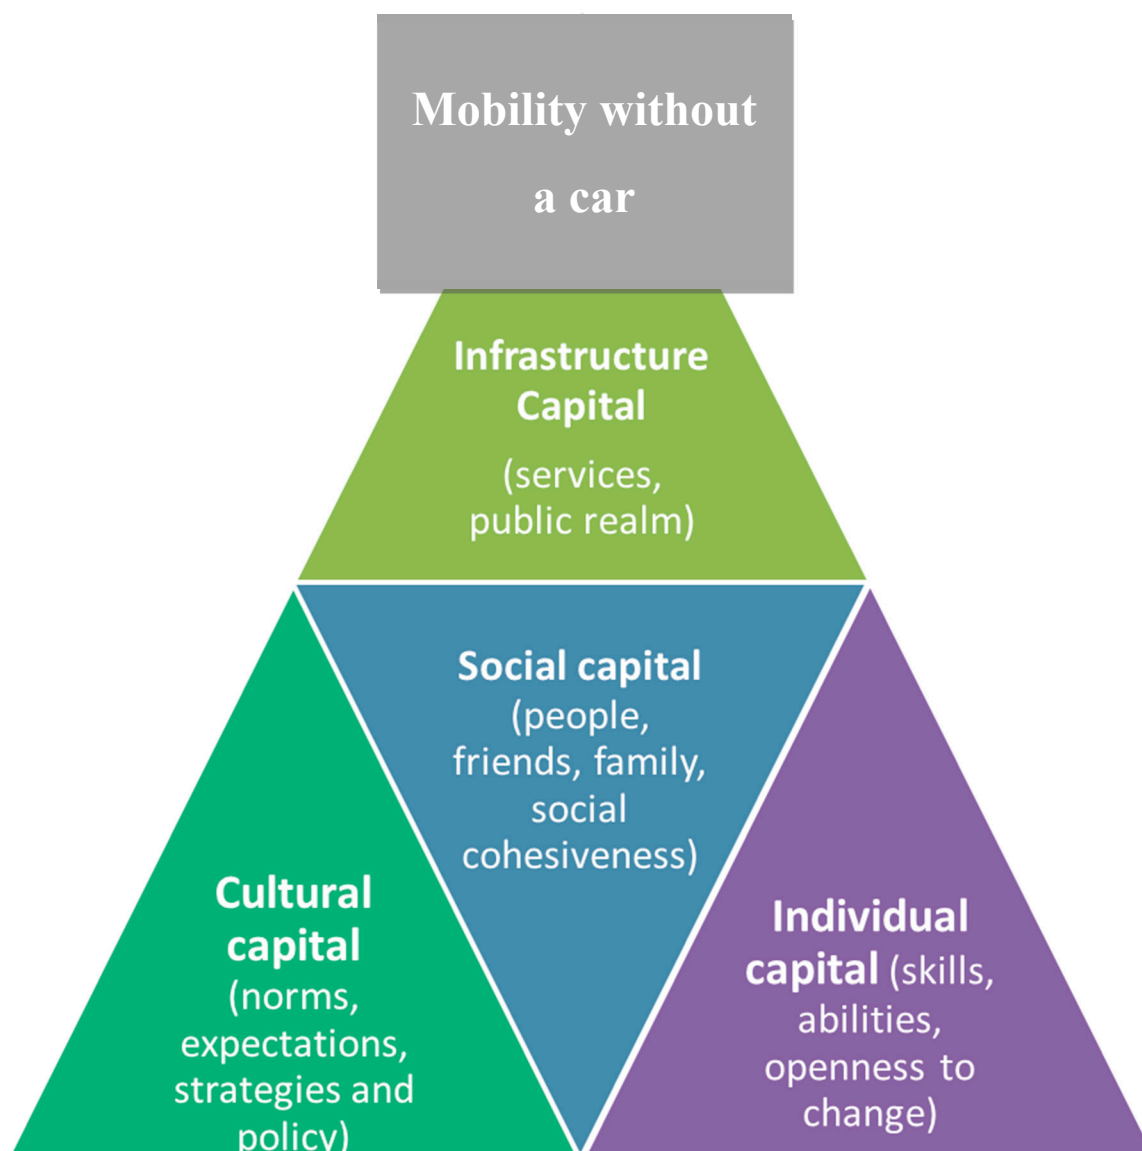 Mobility without
a car
Infrastructure
Capital
(services,
public realm)
Social capital
(people,
friends, family,
social
cohesiveness)
Cultural
capital
(norms,
expectations,
strategies and
policy)
Individual
capital (skills,
abilities,
openness to
change)